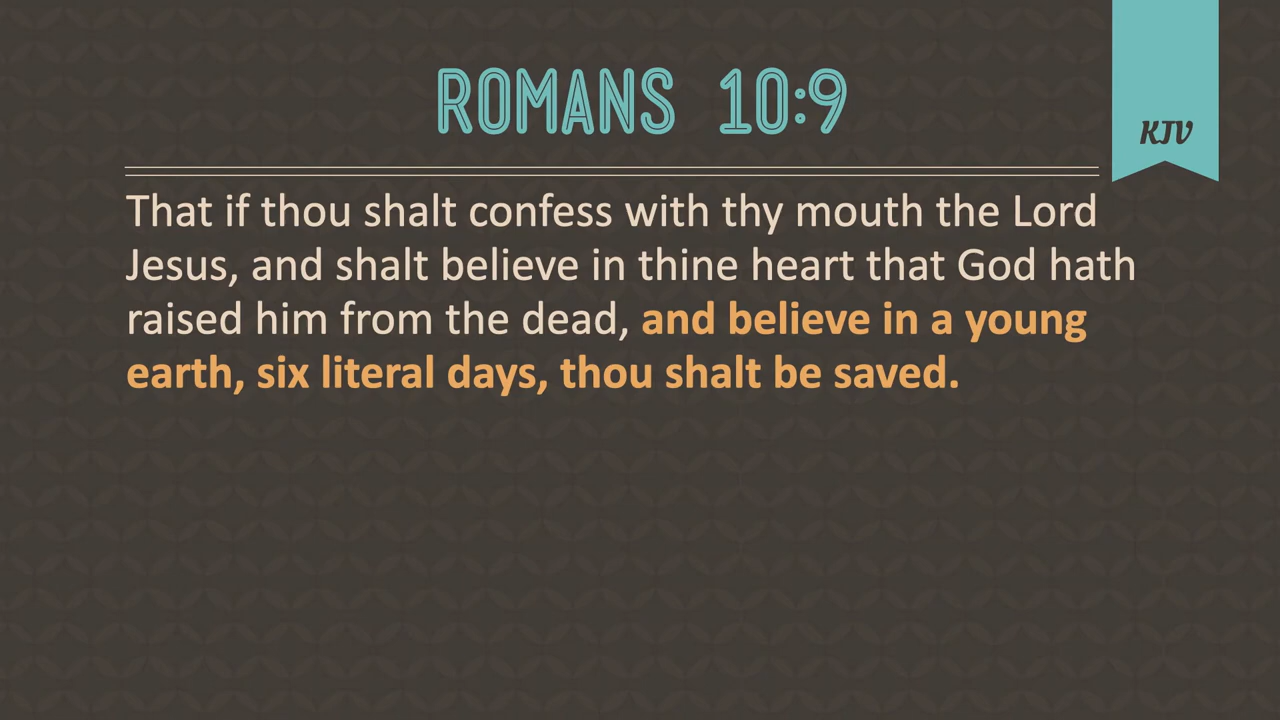 ROMANS 10:9
KJV
That if thou shalt confess with thy mouth the Lord
Jesus, and shalt believe in thine heart that God hath
raised him from the dead, and believe in a young
earth, six literal days, thou shalt be saved.